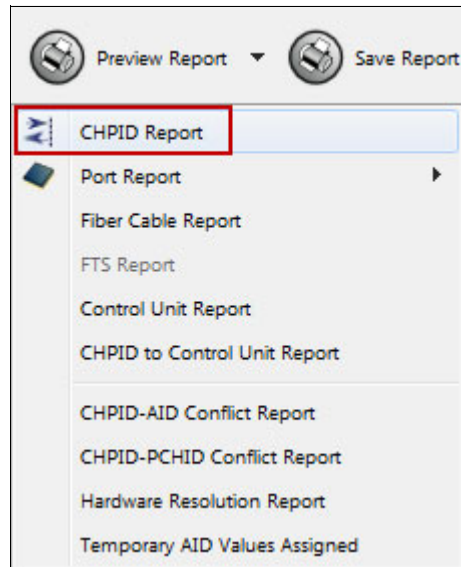 Preview Report Save Report
CHPID Report
Port Report
Fiber Cable Report
FTS Report
Control Unit Report
CHPID to Control Unit Report
CHPID-AID Conflict Report
CHPID-PCHID Conflict Report
Hardware Resolution Report
Temporary AID Values Assigned